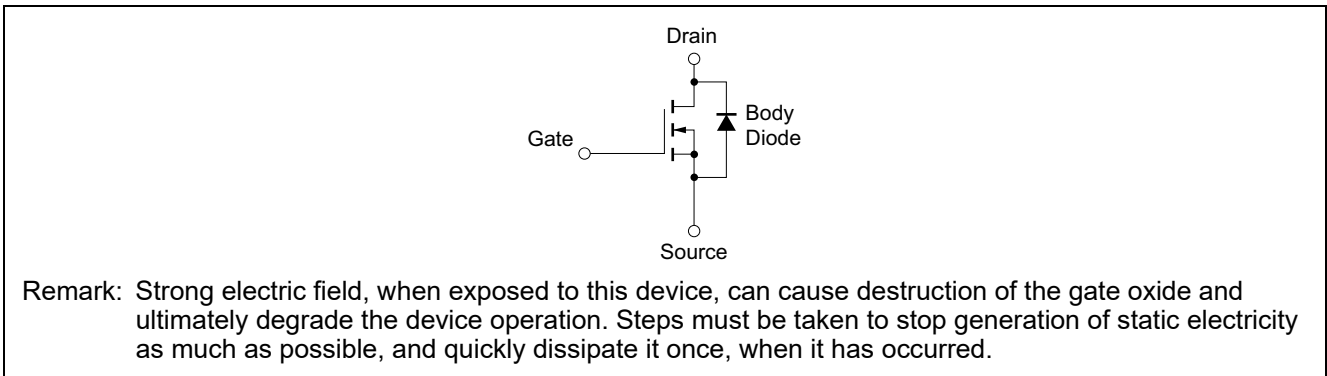 Drain
Body
Diode
Gate
Source
Remark: Strong electric field, when exposed to this device, can cause destruction of the gate oxide and
ultimately degrade the device operation. Steps must be taken to stop generation of static electricity
as much as possible, and quickly dissipate it once, when it has occurred.